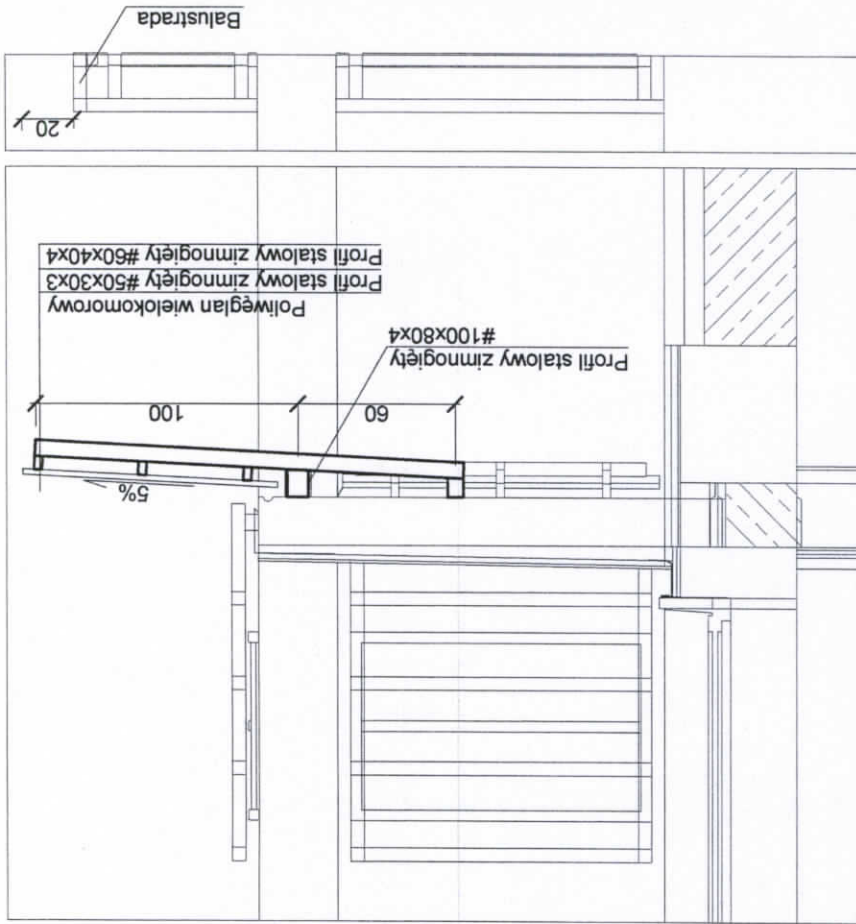 5%
60
100
Profil stalowy zimnogięty
#100x80x4
Poliwęglan wielokomorowy
Profil stalowy zimnogięty #50x30x3
Profil stalowy zimnogięty #60x40x4
20
Balustrada